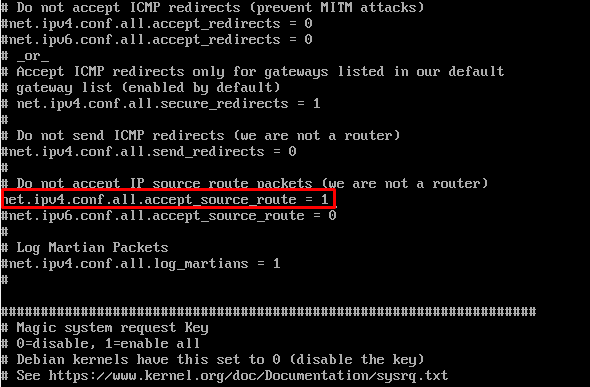 # Do not accept ICMP redirects (prevent MITM attacks)
#net.ipv4.conf.all.accept_redirects = 0
#net.ipv6.conf.all.accept_redirects = 0
# _or_
# Accept ICMP redirects only for gateways listed in our default
# gateway list (enabled by default)
# net.ipv4.conf.all.secure_redirects = 1
#
# Do not send ICMP redirects (we are not a router)
#net.ipv4.conf.all.send_redirects = 0
#
# Do not accept IP source route packets (we are not a router)
net.ipv4.conf.all.accept_source_route = 1
#net.ipv6.conf.all.accept_source_route = 0
#
# Log Martian Packets
#net.ipv4.conf.all.log_martians = 1
#
###################################################################
# Magic system request Key
# 0=disable, 1=enable all
# Debian kernels have this set to 0 (disable the key)
# See https://www.kernel.org/doc/Documentation/sysrq.txt